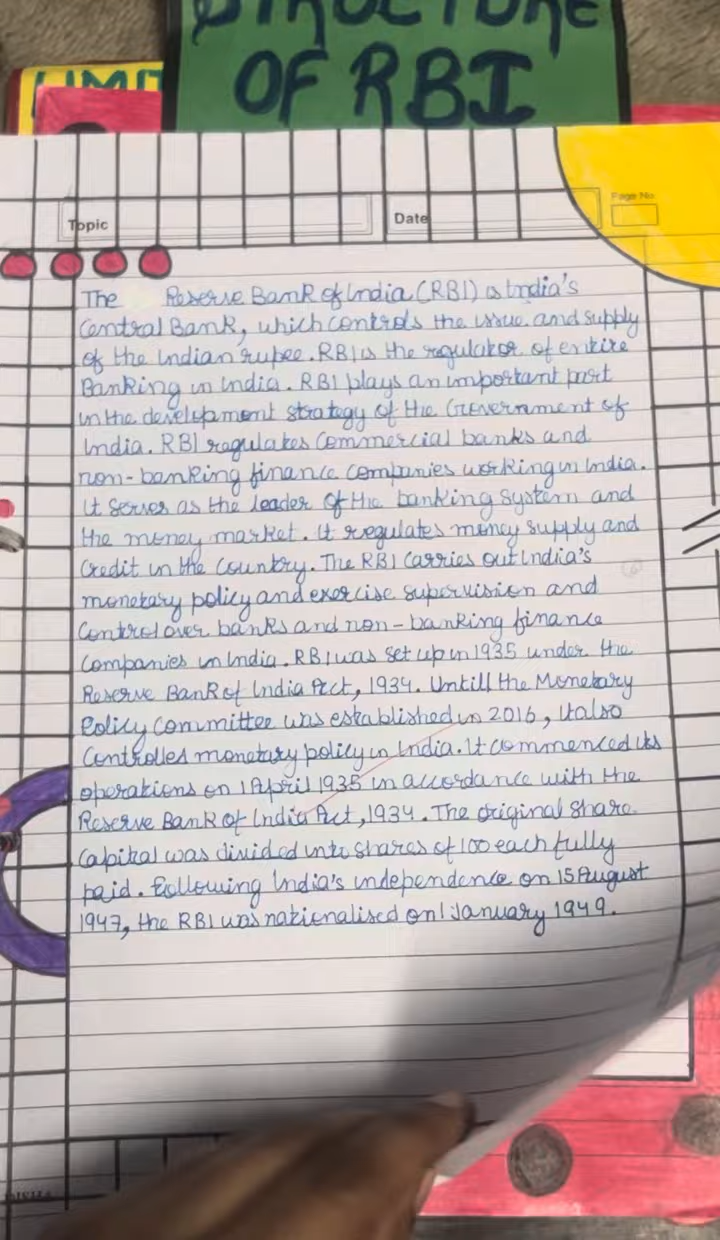 STRUCTURE
OF RBI
LIMIT
Topic
Date
Page No.
The Reserve Bank of India (RBI) is India's
Central Bank, which controls the issue and supply
of the Indian rupee. RBI is the regulator of entire
Banking in India. RBI plays an important part
in the development strategy of the Government of
India. RBI regulates Commercial banks and
non-banking finance Companies working in India.
It serves as the leader of the banking system and
the money market. It regulates money supply and
Credit in the Country. The RBI Carries out India's
monetary policy and exercise supervision and
Control over banks and non-banking finance
Companies in India. RBI was set up in 1935 under the
Reserve Bank of India Act, 1934. Untill the Monetary
Policy Committee was established in 2016, it also
Controlles monetary policy in India. It commenced its
operations on 1 April 1935 in accordance with the
Reserve Bank of India Act, 1934. The original share
Capital was divided into shares of 100 each fully
paid. Following India's independence on 15 August
1947, the RBI was nationalised on 1 January 1949.